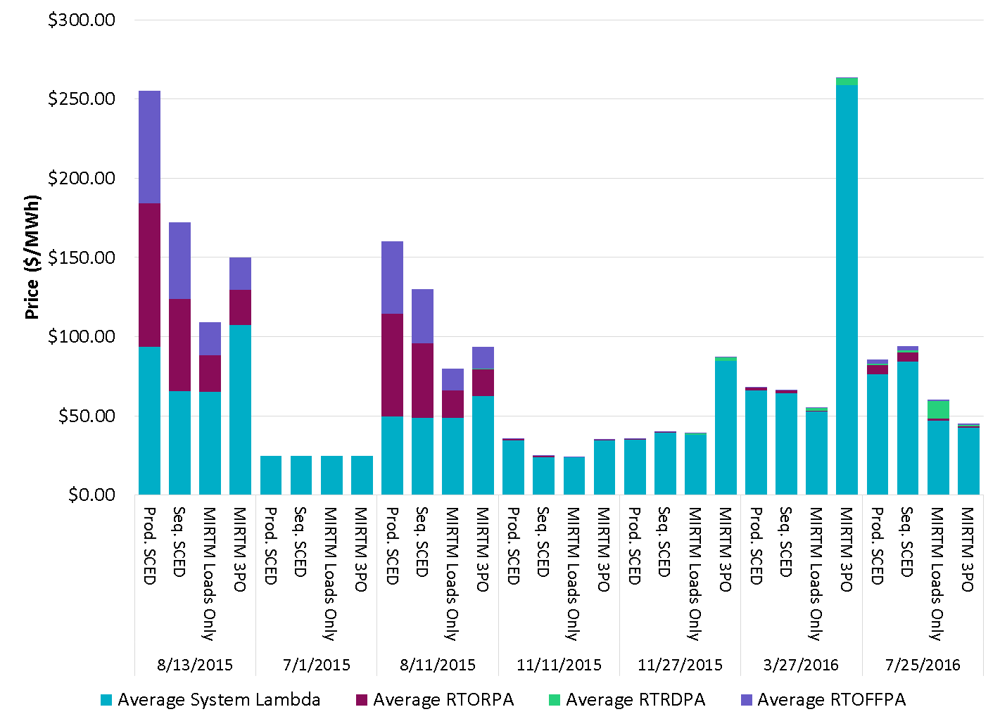 $300.00
$250.00
$200.00
$150.00
$100.00
$50.00
$0.00
Price ($/MWh)
Prod. SCED
Seq. SCED
MIRTM Loads Only
MIRTM 3PO
Prod. SCED
Seq. SCED
MIRTM Loads Only
MIRTM 3PO
Prod. SCED
Seq. SCED
MIRTM Loads Only
MIRTM 3PO
Prod. SCED
Seq. SCED
MIRTM Loads Only
MIRTM 3PO
Prod. SCED
Seq. SCED
MIRTM Loads Only
MIRTM 3PO
Prod. SCED
Seq. SCED
MIRTM Loads Only
MIRTM 3PO
Prod. SCED
Seq. SCED
MIRTM Loads Only
MIRTM 3PO
8/13/2015 7/1/2015 8/11/2015 11/11/2015 11/27/2015 3/27/2016 7/25/2016
Average System Lambda Average RTORPA Average RTRDPA Average RTOFFPA